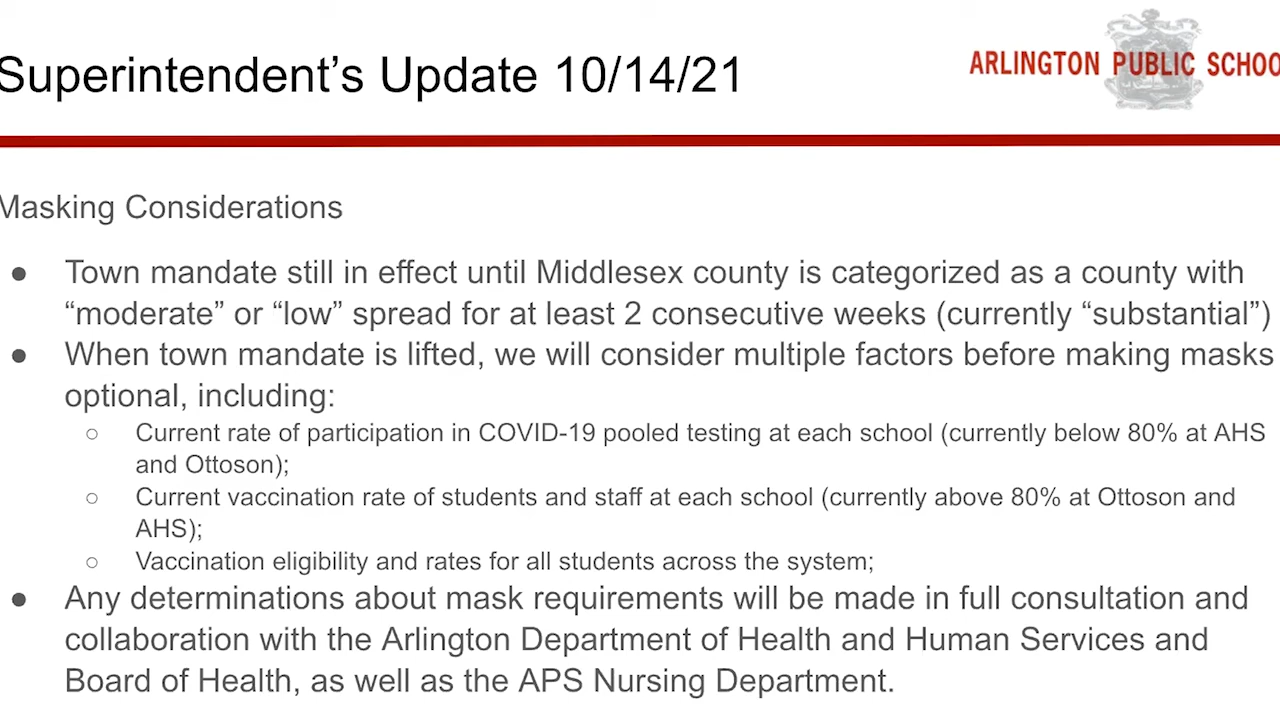 Superintendent's Update 10/14/21
ARLINGTON PUBLIC SCHOO
Masking Considerations
● Town mandate still in effect until Middlesex county is categorized as a county with
“moderate” or “low” spread for at least 2 consecutive weeks (currently “substantial”)
● When town mandate is lifted, we will consider multiple factors before making masks
optional, including:
○ Current rate of participation in COVID-19 pooled testing at each school (currently below 80% at AHS
and Ottoson);
○ Current vaccination rate of students and staff at each school (currently above 80% at Ottoson and
AHS);
○ Vaccination eligibility and rates for all students across the system;
● Any determinations about mask requirements will be made in full consultation and
collaboration with the Arlington Department of Health and Human Services and
Board of Health, as well as the APS Nursing Department.